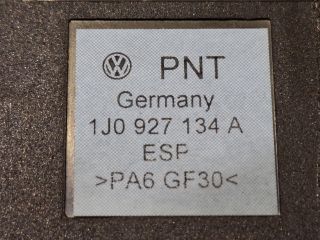 PNT
Germany
1J0 927 134 A
ESP
>PA6 GF30<